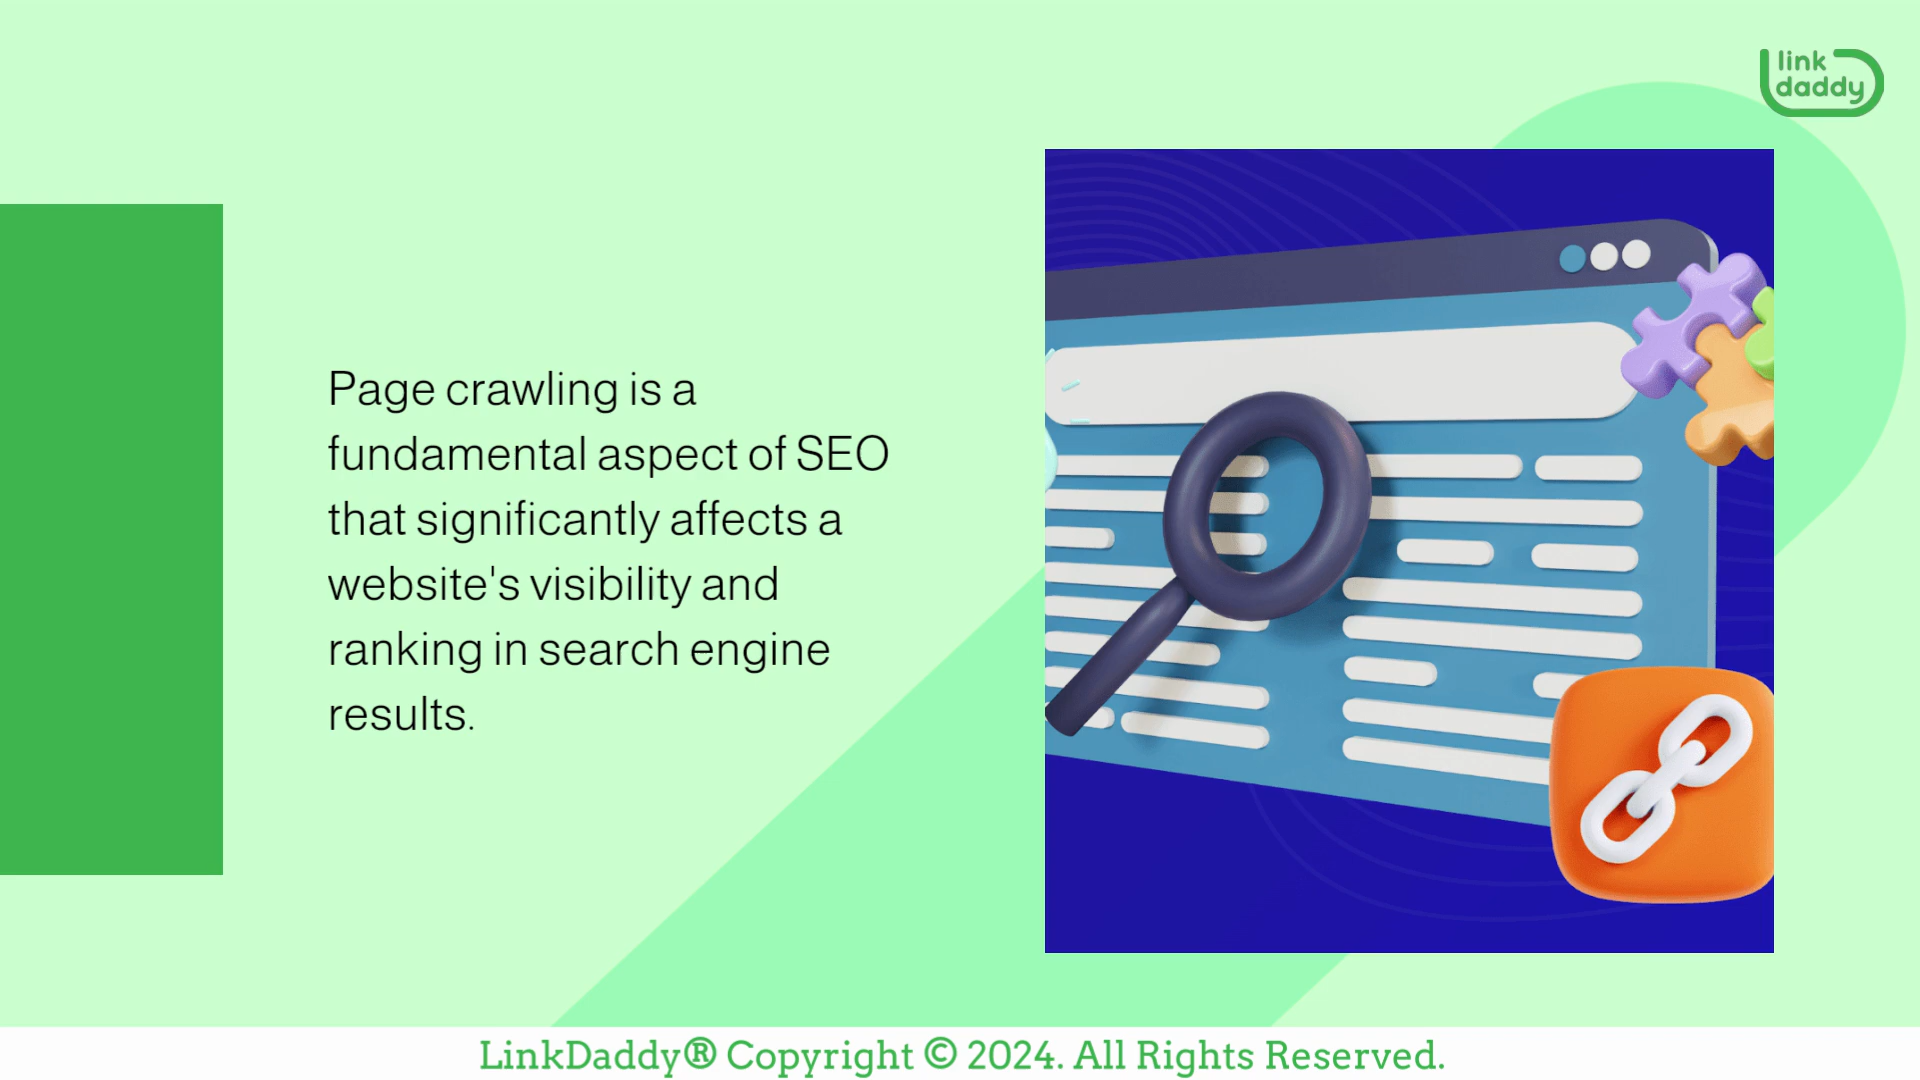 link
daddy
Page crawling is a
fundamental aspect of SEO
that significantly affects a
website's visibility and
ranking in search engine
results.
LinkDaddy® Copyright © 2024. All Rights Reserved.